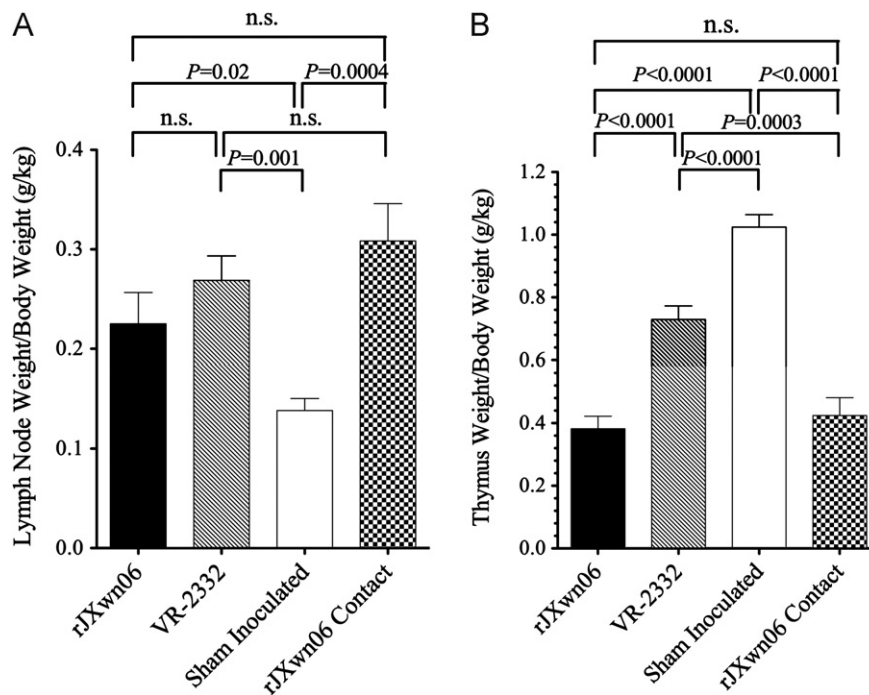 A
n.s.
P=0.02 P=0.0004
n.s. n.s.
P=0.001
Lymph Node Weight/Body Weight (g/kg)
0.4
0.3
0.2
0.1
0.0
rJXwn06
VR-2332
Sham Inoculated
rJXwn06 Contact
B
n.s.
P<0.0001 P<0.0001
P<0.0001 P=0.0003
P<0.0001
Thymus Weight/Body Weight (g/kg)
1.2
1.0
0.8
0.6
0.4
0.2
0.0
rJXwn06
VR-2332
Sham Inoculated
rJXwn06 Contact